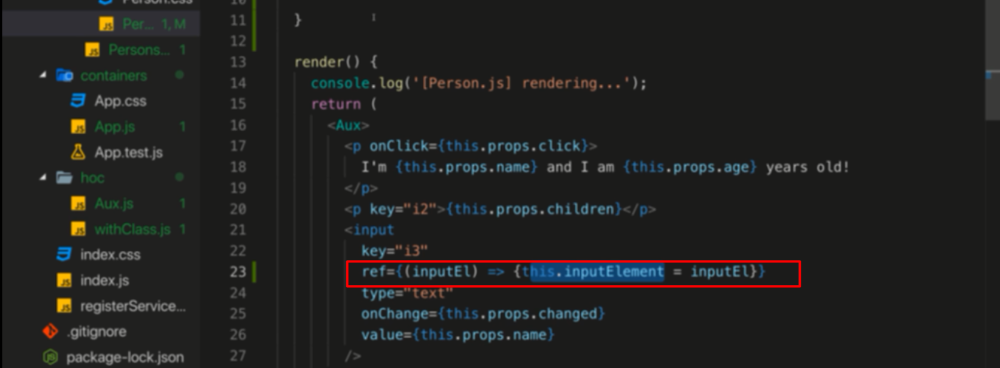 Person.css
Per... 1, M
Persons... 1
containers
App.css
App.js 1
App.test.js
hoc
Aux.js 1
withClass.js 1
index.css
index.js
registerService...
.gitignore
package-lock.json
10
11 }
12
13 render() {
14 console.log('[Person.js] rendering...');
15 return (
16 <Aux>
17 <p onClick={this.props.click}>
18 I'm {this.props.name} and I am {this.props.age} years old!
19 </p>
20 <p key="i2">{this.props.children}</p>
21 <input
22 key="i3"
23 ref={(inputEl) => {this.inputElement = inputEl}}
24 type="text"
25 onChange={this.props.changed}
26 value={this.props.name}
27 />